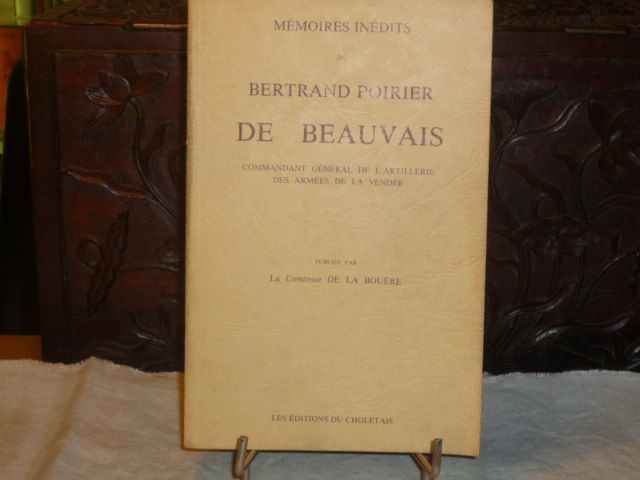 MÉMOIRES INÉDITS
DE
BERTRAND POIRIER
DE BEAUVAIS
COMMANDANT GÉNÉRAL DE L'ARTILLERIE
DES ARMÉES DE LA VENDÉE
PUBLIÉS PAR
La Comtesse DE LA BOUËRE
LES ÉDITIONS DU CHOLETAIS